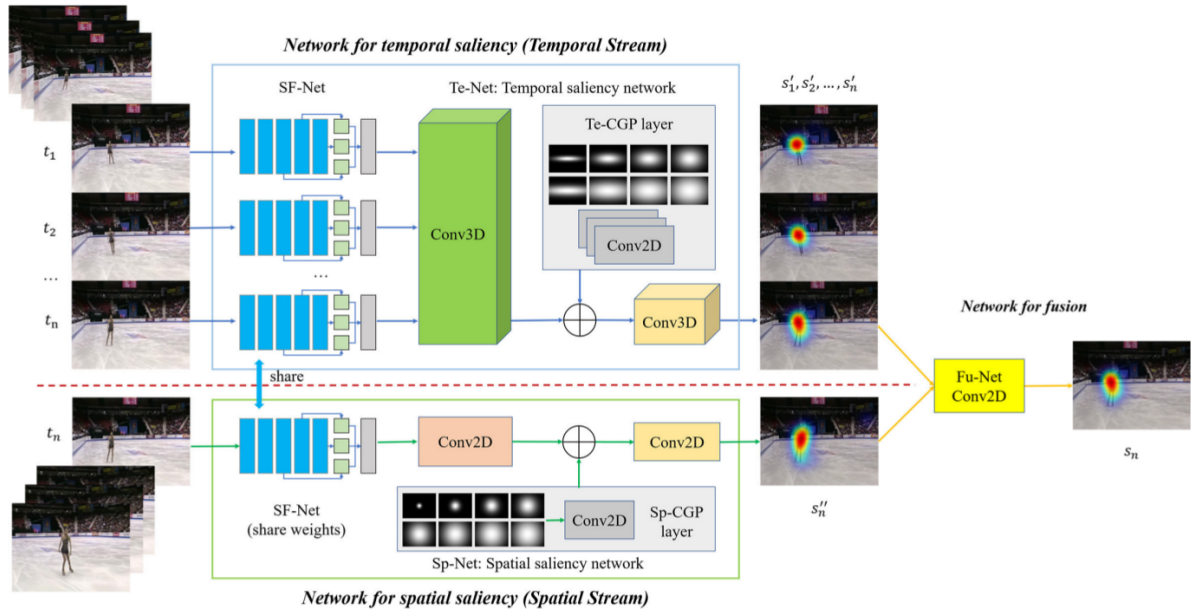 Network for temporal saliency (Temporal Stream)
SF-Net
Te-Net: Temporal saliency network
s′₁, s′₂, …, s′ₙ
Te-CGP layer
t₁
t₂
Conv3D
Conv2D
...
...
tₙ
Conv3D
Network for fusion
share
Fu-Net
Conv2D
tₙ
Conv2D
Conv2D
sₙ
SF-Net
(share weights)
Conv2D
Sp-CGP
layer
s″ₙ
Sp-Net: Spatial saliency network
Network for spatial saliency (Spatial Stream)